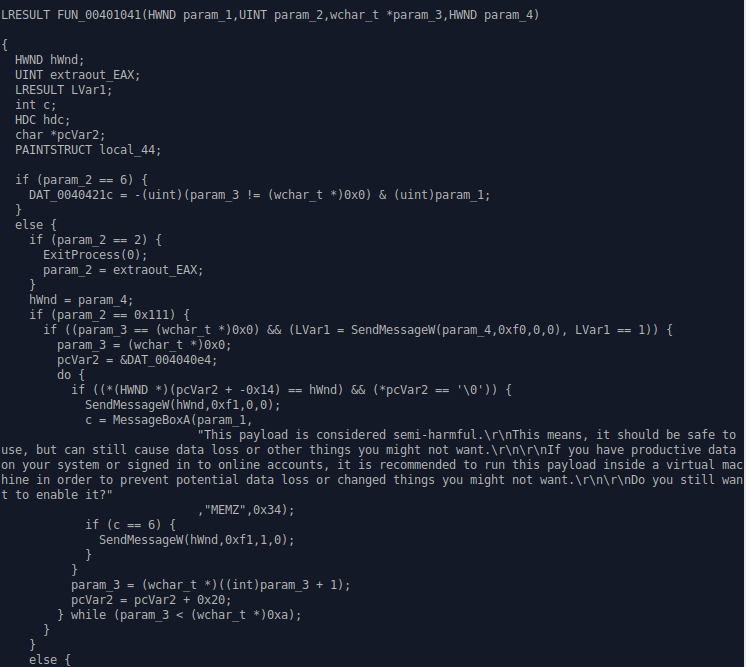 LRESULT FUN_00401041(HWND param_1,UINT param_2,wchar_t *param_3,HWND param_4)
{
HWND hWnd;
UINT extraout_EAX;
LRESULT LVar1;
int c;
HDC hdc;
char *pcVar2;
PAINTSTRUCT local_44;
if (param_2 == 6) {
DAT_0040421c = -(uint)(param_3 != (wchar_t *)0x0) & (uint)param_1;
}
else {
if (param_2 == 2) {
ExitProcess(0);
param_2 = extraout_EAX;
}
hWnd = param_4;
if (param_2 == 0x111) {
if ((param_3 == (wchar_t *)0x0) && (LVar1 = SendMessageW(param_4,0xf0,0,0), LVar1 == 1)) {
param_3 = (wchar_t *)0x0;
pcVar2 = &DAT_004040e4;
do {
if ((*(HWND *)(pcVar2 + -0x14) == hWnd) && (*pcVar2 == '\0')) {
SendMessageW(hWnd,0xf1,0,0);
c = MessageBoxA(param_1,
"This payload is considered semi-harmful.\r\nThis means, it should be safe to
use, but can still cause data loss or other things you might not want.\r\n\r\nIf you have productive data
on your system or signed in to online accounts, it is recommended to run this payload inside a virtual mac
hine in order to prevent potential data loss or changed things you might not want.\r\n\r\nDo you still wan
t to enable it?"
,"MEMZ",0x34);
if (c == 6) {
SendMessageW(hWnd,0xf1,1,0);
}
}
param_3 = (wchar_t *)((int)param_3 + 1);
pcVar2 = pcVar2 + 0x20;
} while (param_3 < (wchar_t *)0xa);
}
}
else {